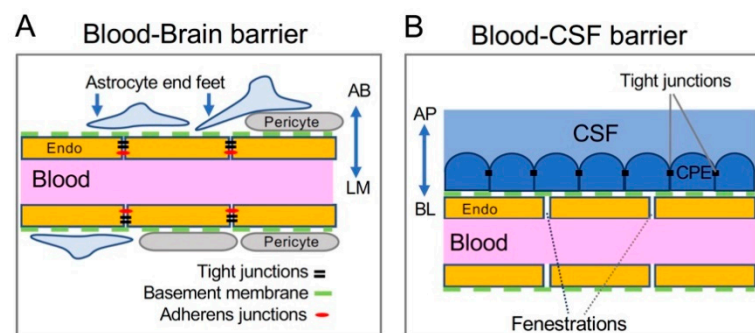 A
Blood-Brain barrier
Astrocyte end feet
AB
Pericyte
Endo
Blood
LM
Pericyte
Tight junctions
Basement membrane
Adherens junctions
B
Blood-CSF barrier
Tight junctions
AP
CSF
CPE
BL
Endo
Blood
Fenestrations